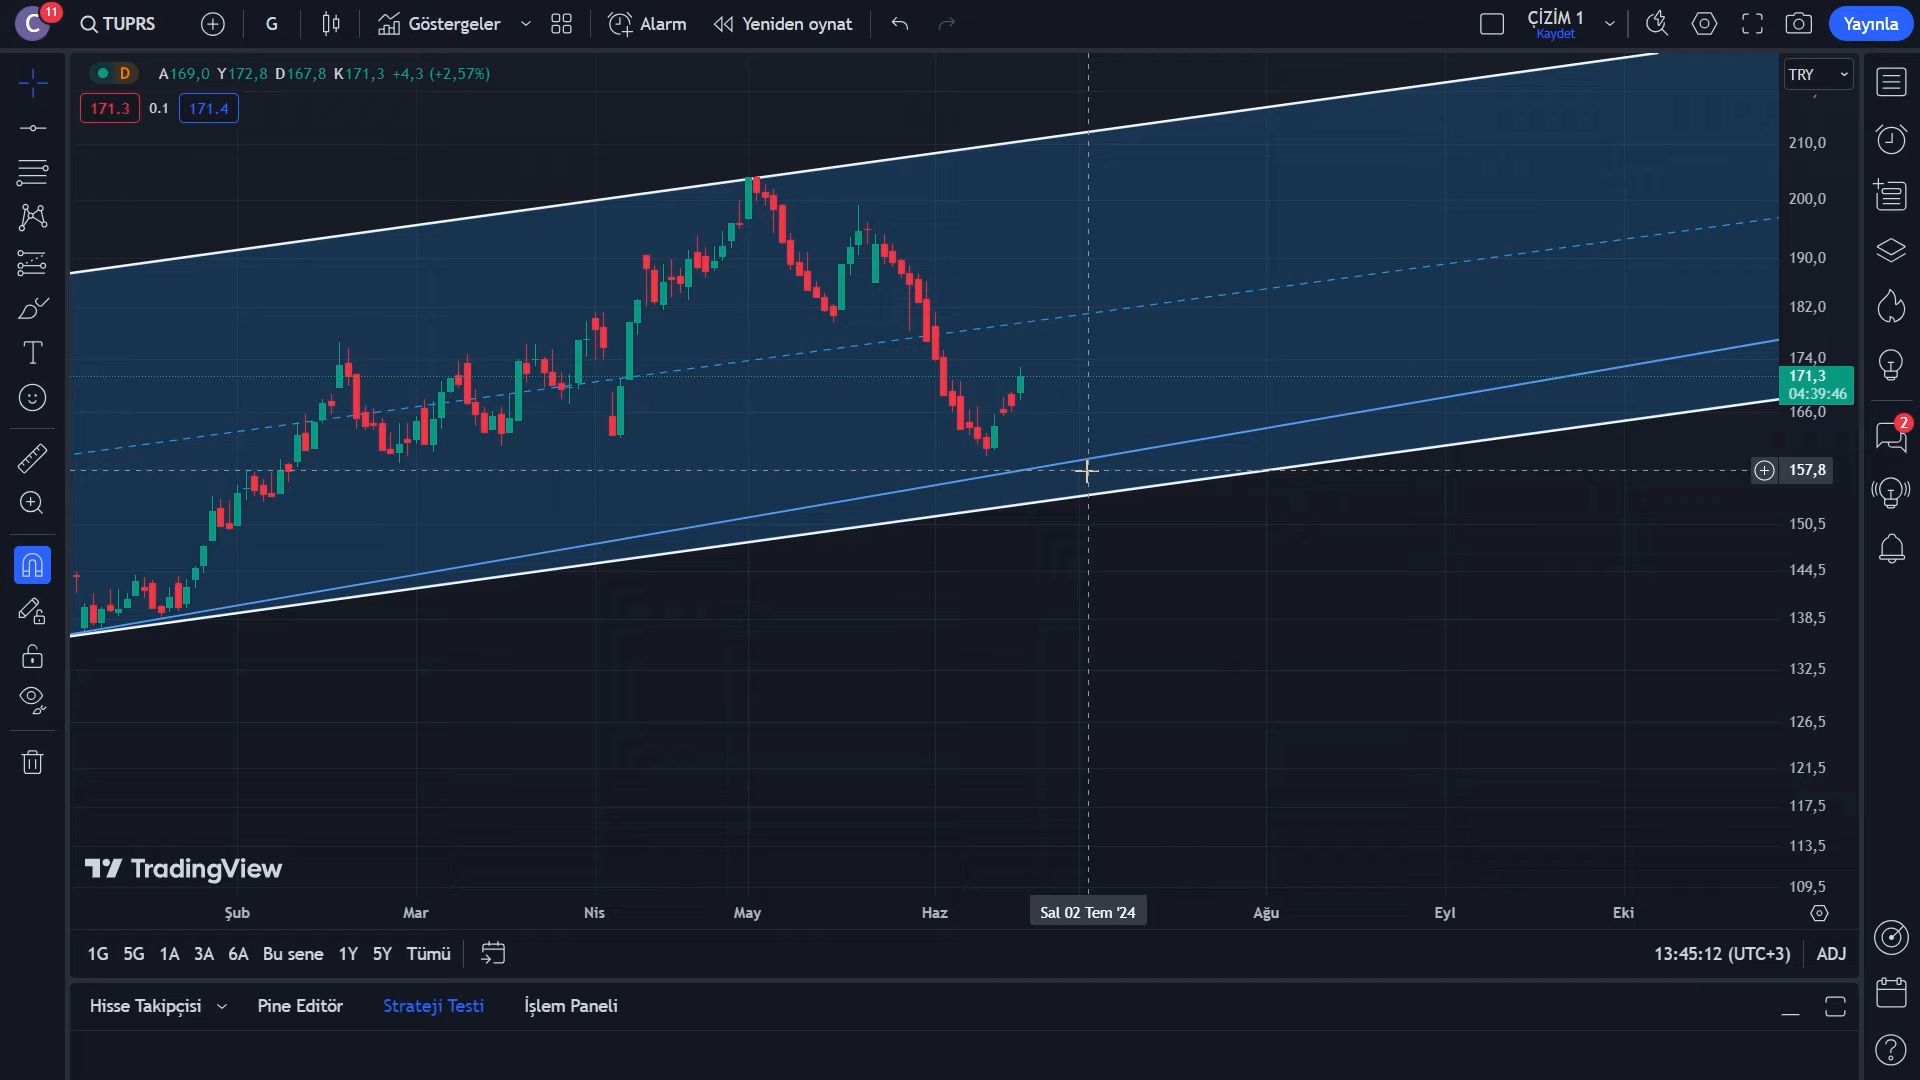 C 11 TUPRS G Göstergeler Alarm Yeniden oynat ÇİZİM 1 Yayınla
Kaydet
D A169,0 Y172,8 D167,8 K171,3 +4,3 (+2,57%) TRY
171.3 0.1 171.4
210,0
200,0
190,0
182,0
174,0
171,3
04:39:46
166,0
2
157,8
150,5
144,5
138,5
132,5
126,5
121,5
117,5
113,5
TradingView
109,5
Şub Mar Nis May Haz Sal 02 Tem '24 Ağu Eyl Eki
1G 5G 1A 3A 6A Bu sene 1Y 5Y Tümü 13:45:12 (UTC+3) ADJ
Hisse Takipçisi Pine Editör Strateji Testi İşlem Paneli